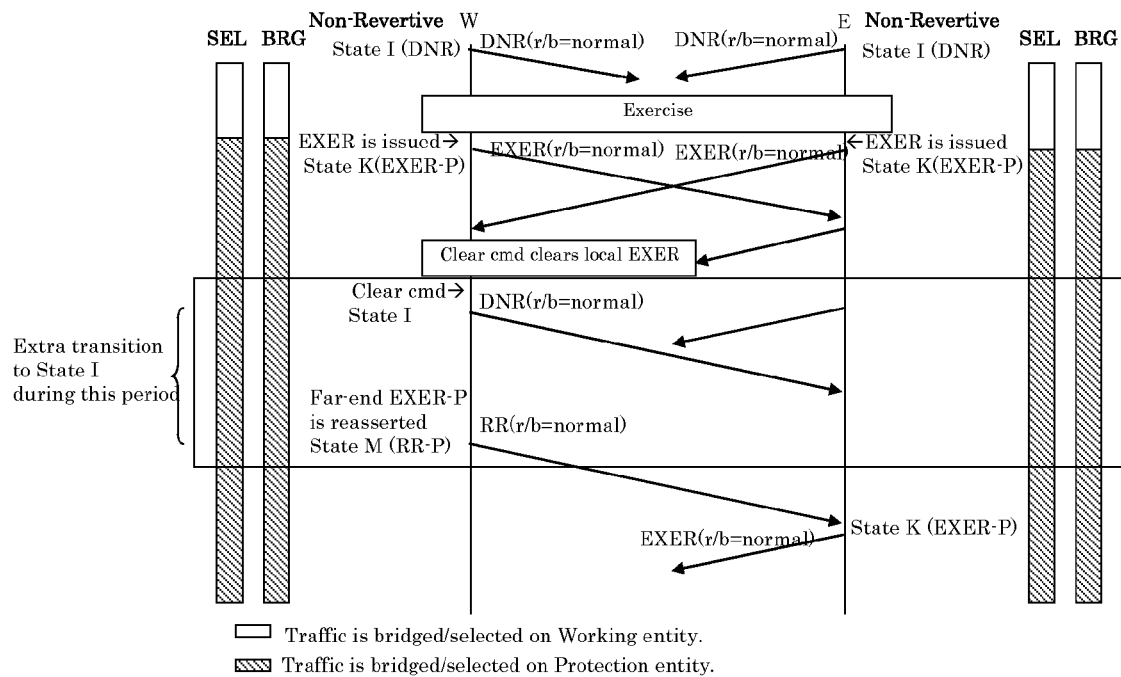 Non-Revertive W
E Non-Revertive
SEL BRG
SEL BRG
State I (DNR)
DNR(r/b=normal)
DNR(r/b=normal)
State I (DNR)
Exercise
EXER is issued→
State K(EXER-P)
EXER(r/b=normal)
EXER(r/b=normal)
←EXER is issued
State K(EXER-P)
Clear cmd clears local EXER
Clear cmd→
State I
DNR(r/b=normal)
Extra transition
to State I
during this period
Far-end EXER-P
is reasserted
State M (RR-P)
RR(r/b=normal)
State K (EXER-P)
EXER(r/b=normal)
Traffic is bridged/selected on Working entity.
Traffic is bridged/selected on Protection entity.